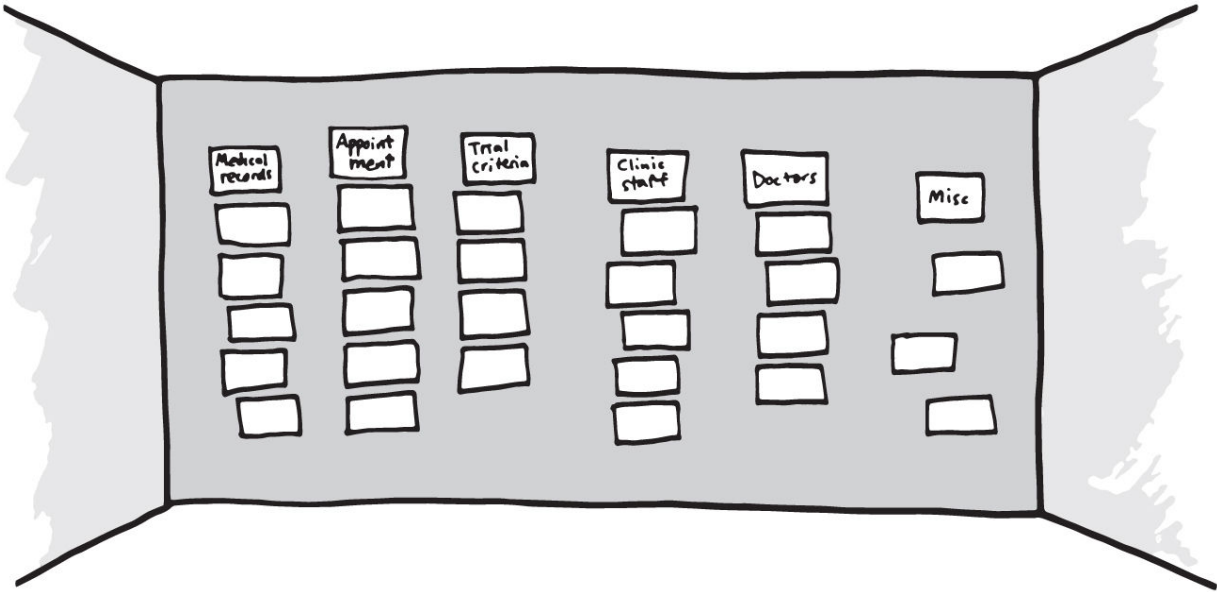 Medical
records
Appoint
ment
Trial
criteria
Clinic
staff
Doctors
Misc